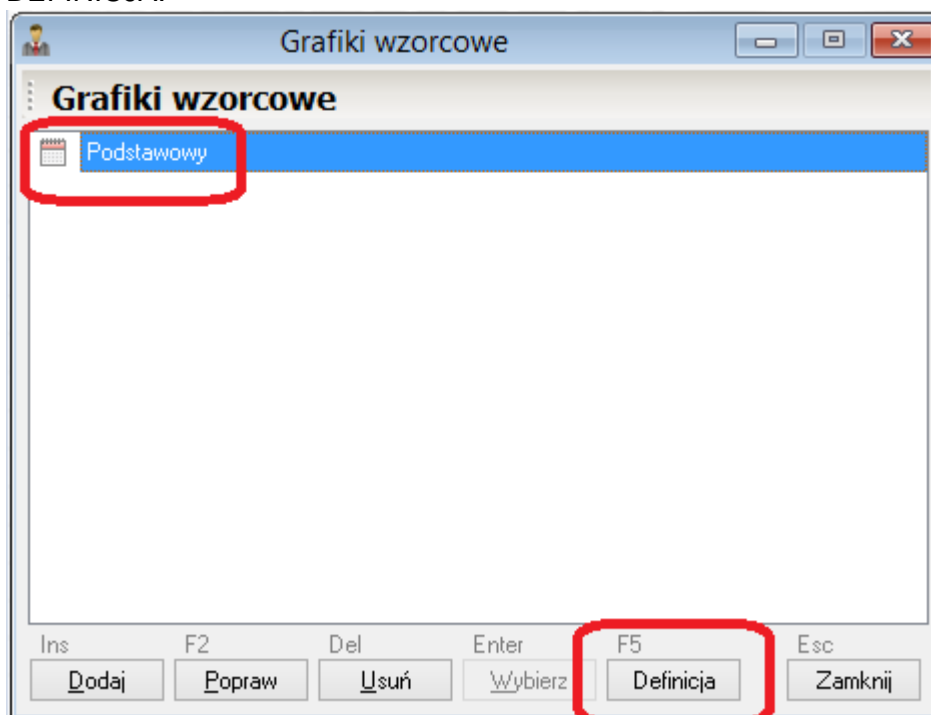 Grafiki wzorcowe
Grafiki wzorcowe
Podstawowy
Ins F2 Del Enter F5 Esc
Dodaj Popraw Usuń Wybierz Definicja Zamknij